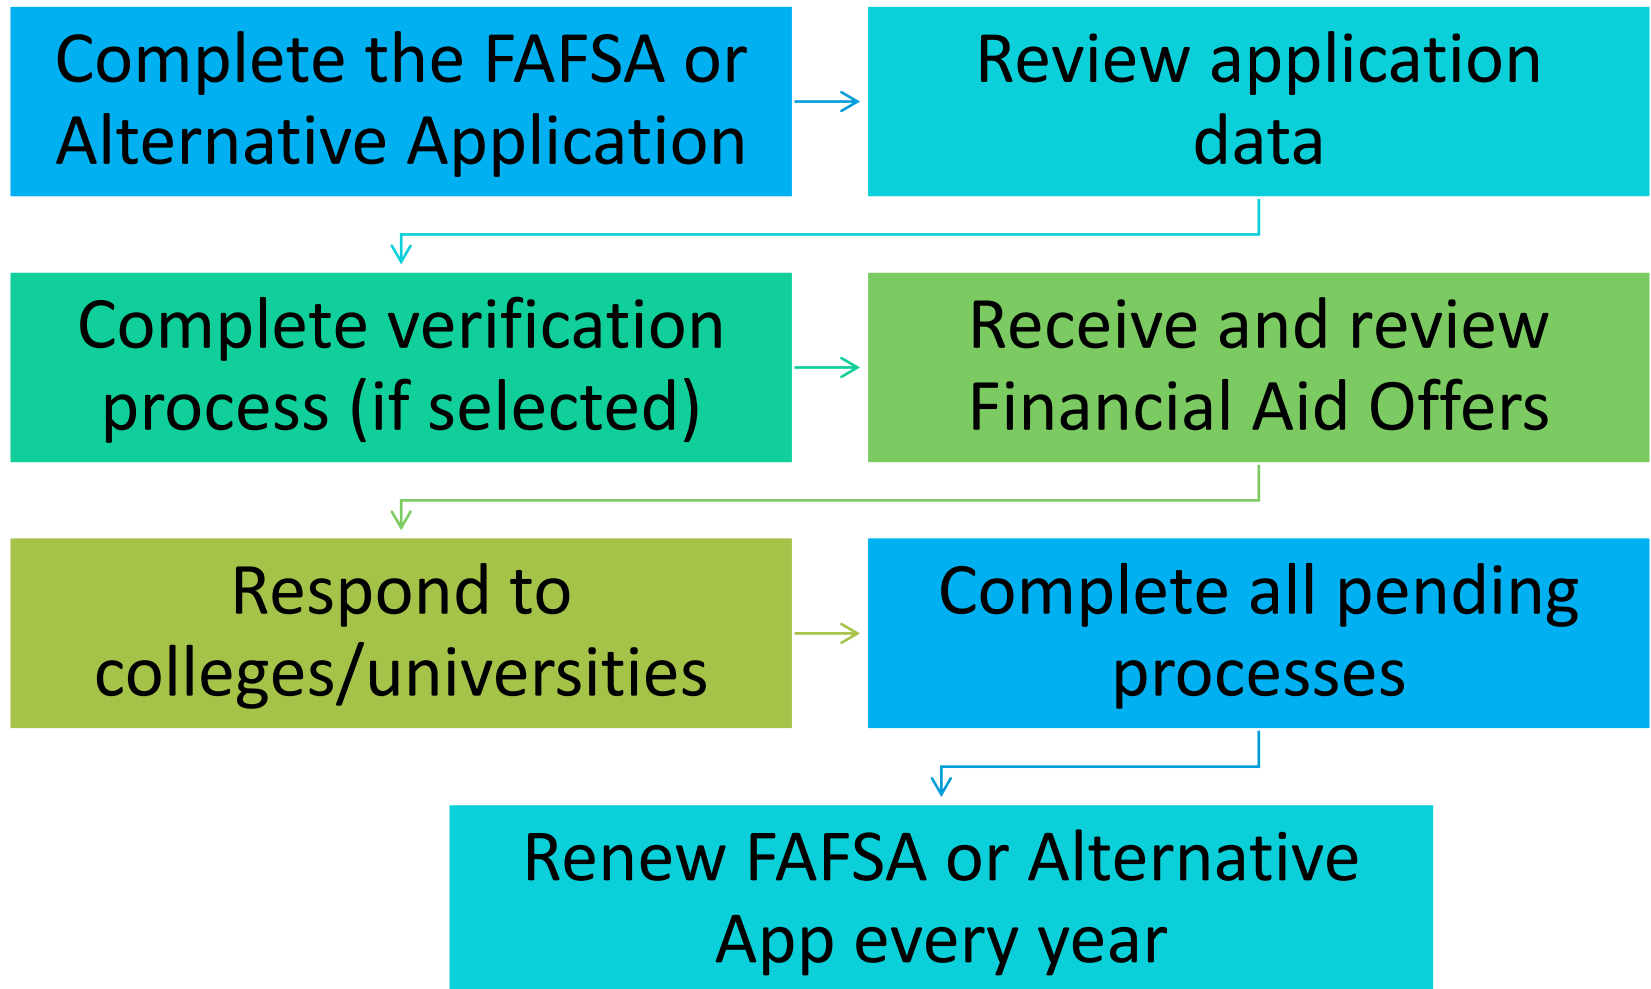 Complete the FAFSA or
Alternative Application
Review application
data
Complete verification
process (if selected)
Receive and review
Financial Aid Offers
Respond to
colleges/universities
Complete all pending
processes
Renew FAFSA or Alternative
App every year